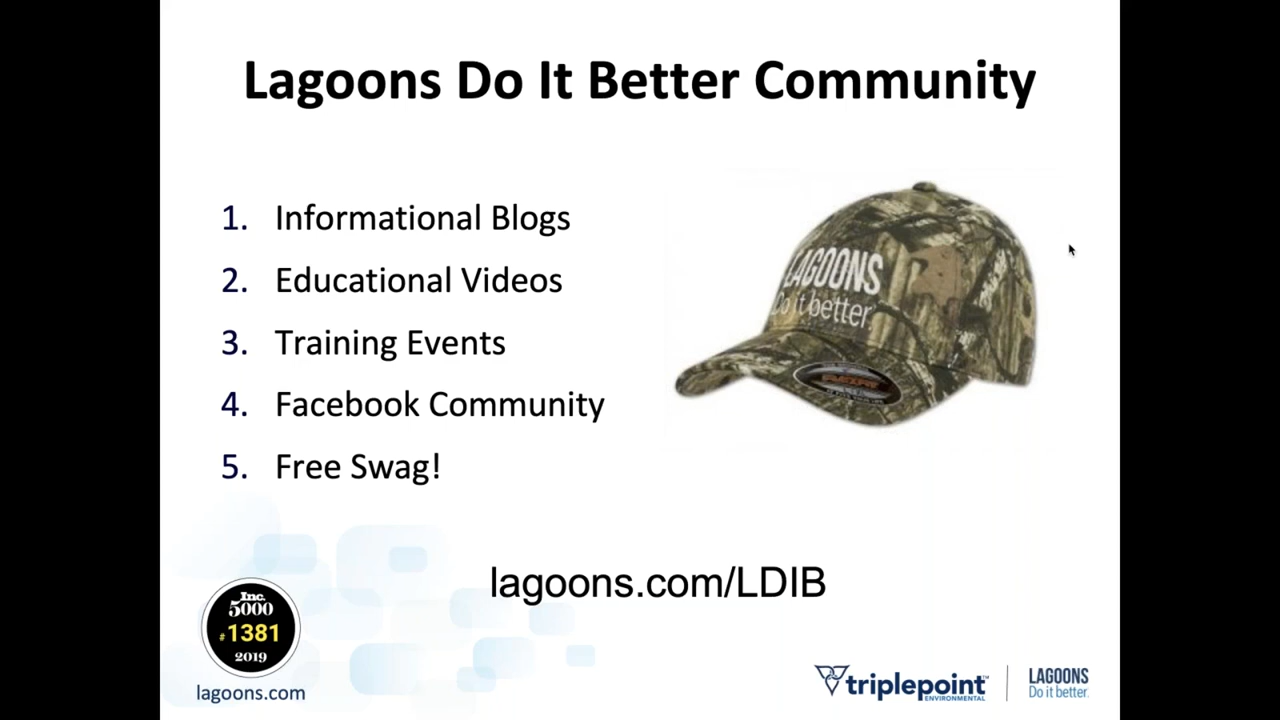 Lagoons Do It Better Community
1. Informational Blogs
2. Educational Videos
3. Training Events
4. Facebook Community
5. Free Swag!
LAGOONS
Do it better.
FLEXFIT
lagoons.com/LDIB
Inc.
5000
#1381
2019
lagoons.com
triplepoint™
ENVIRONMENTAL
LAGOONS
Do it better.